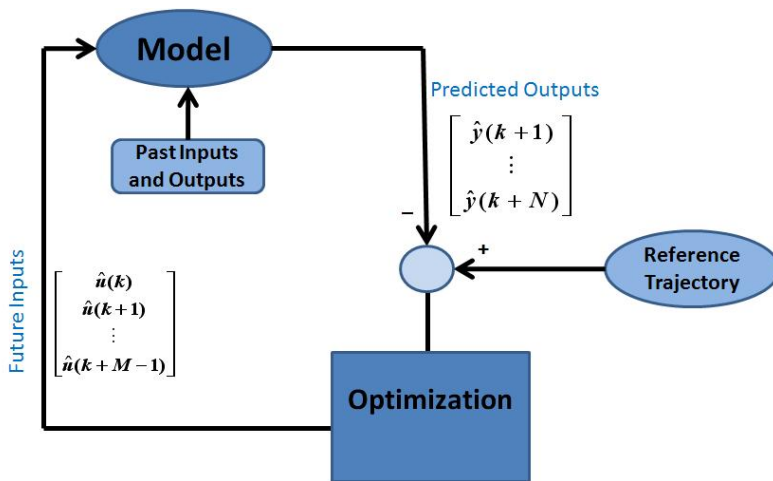 Model
Predicted Outputs
ŷ(k+1)
⋮
ŷ(k+N)
Past Inputs
and Outputs
−
+
Reference
Trajectory
Future Inputs
û(k)
û(k+1)
⋮
û(k+M−1)
Optimization